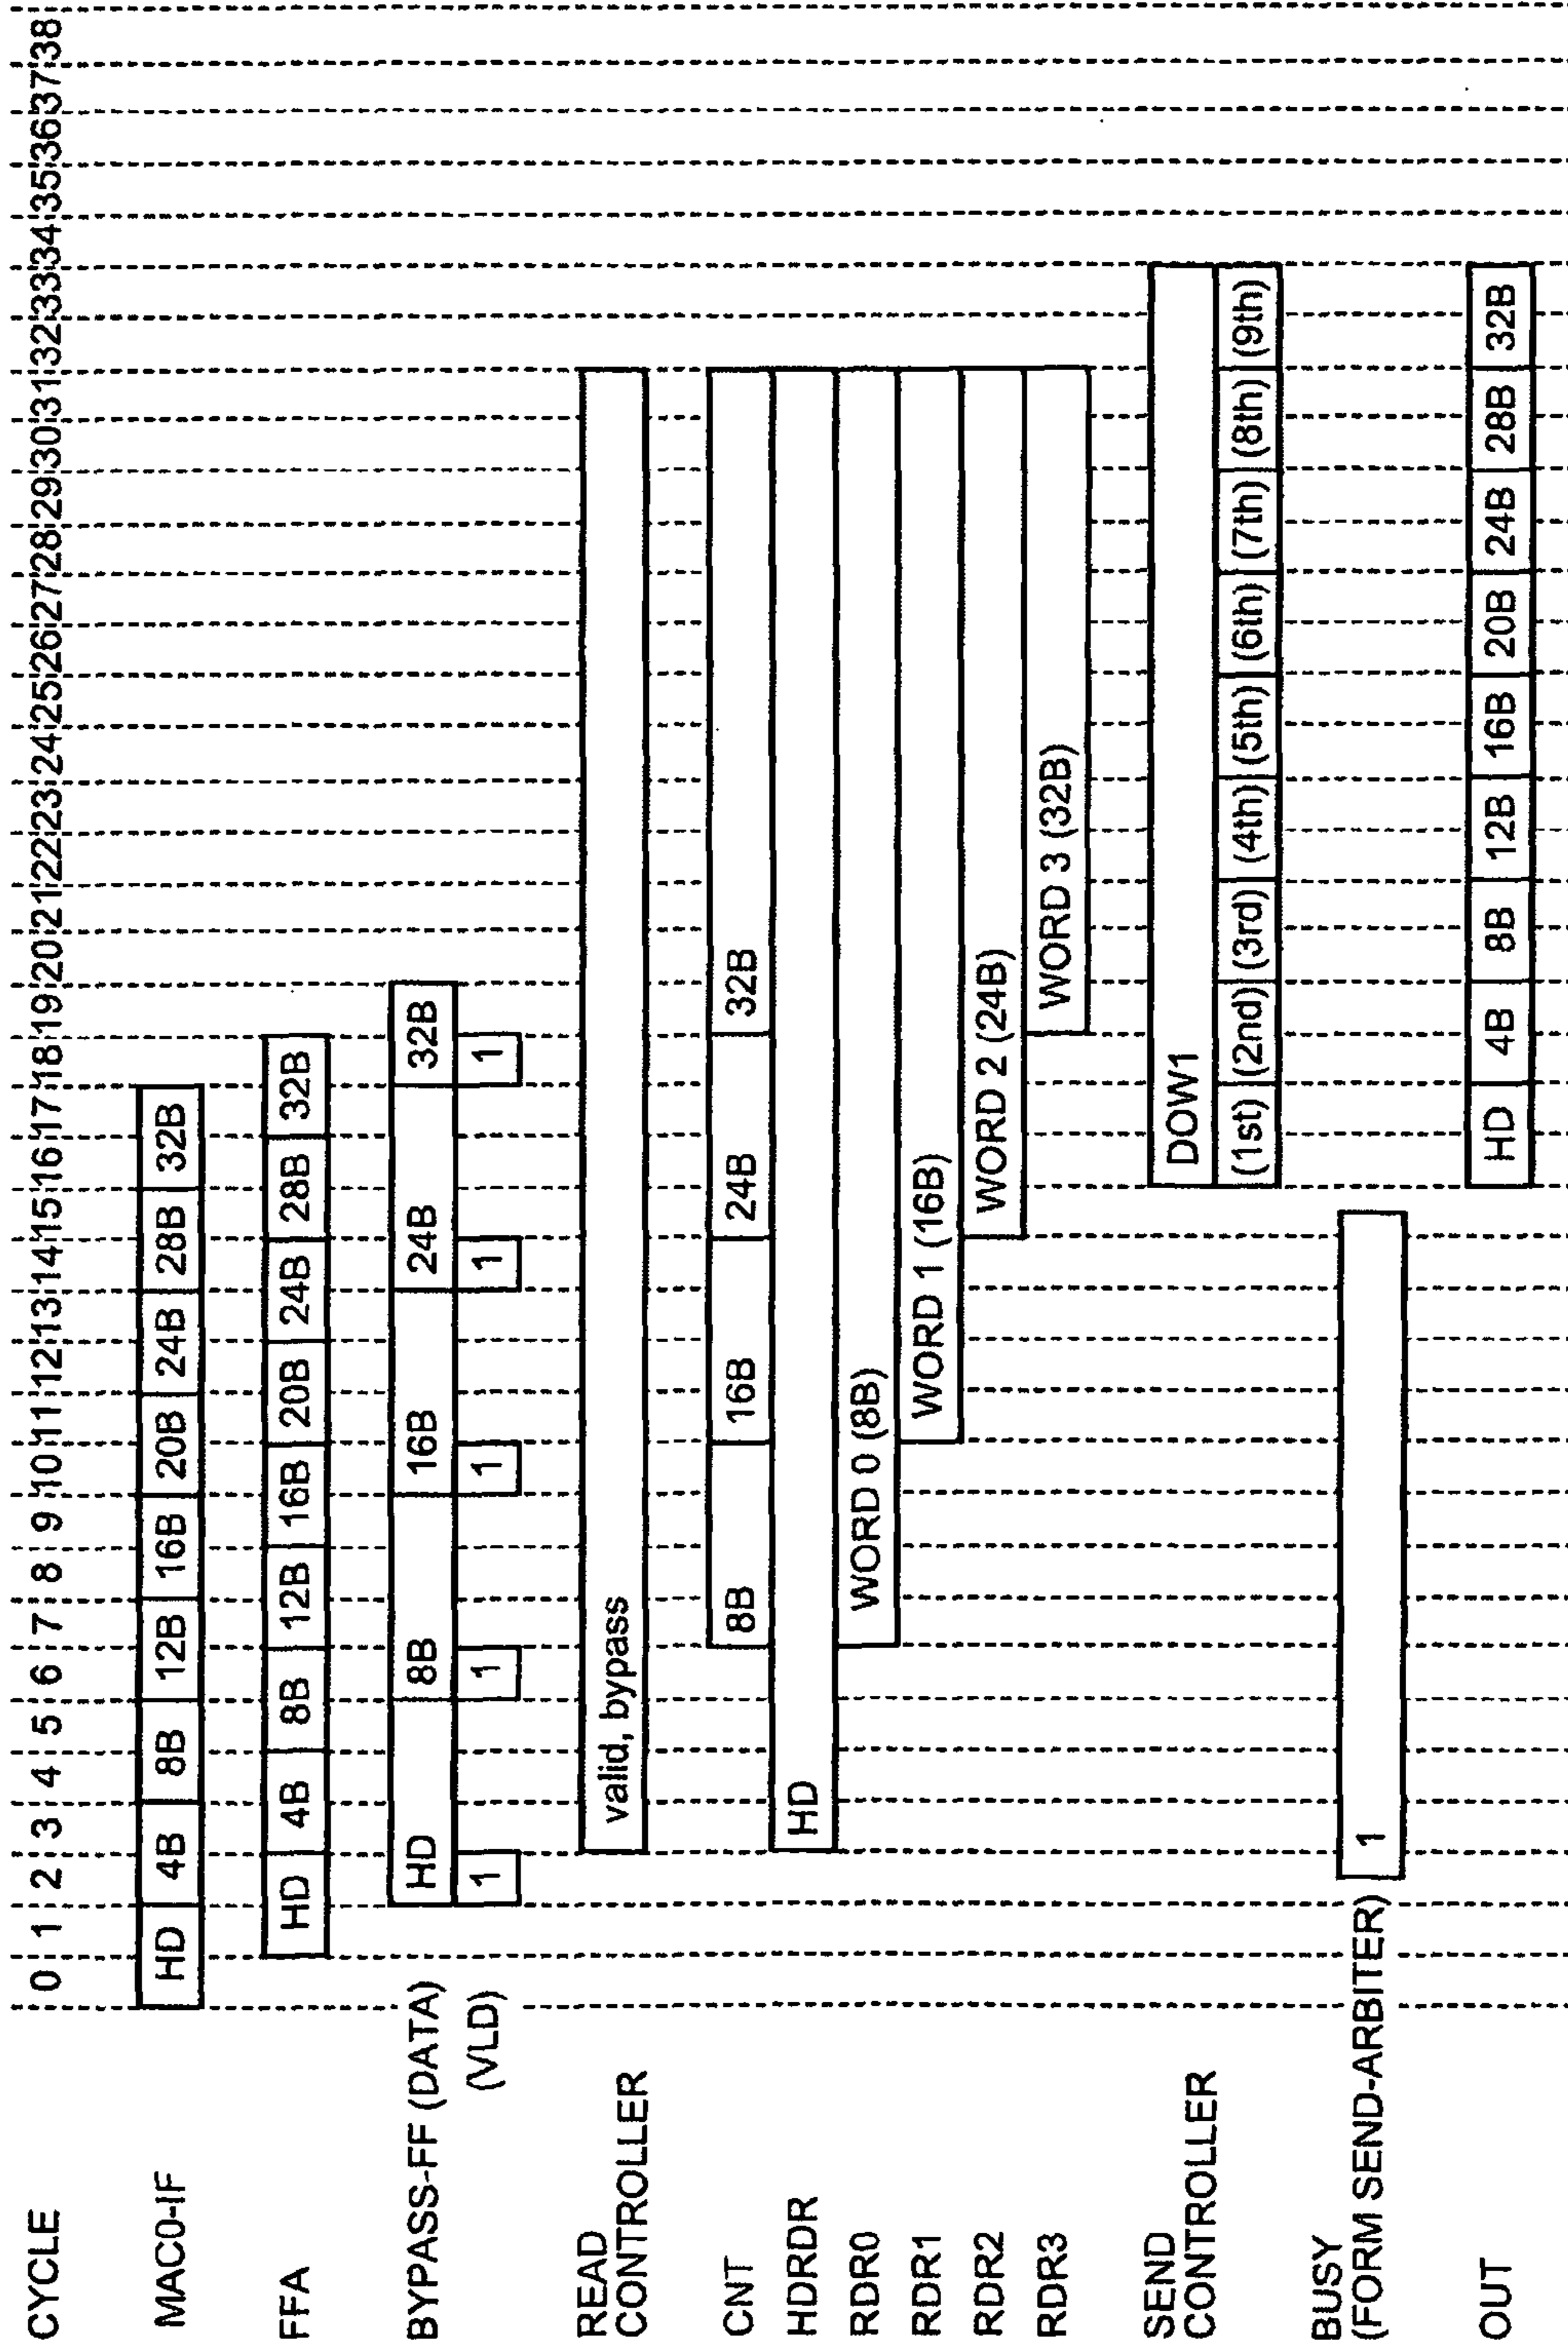 CYCLE 0 1 2 3 4 5 6 7 8 9 10 11 12 13 14 15 16 17 18 19 20 21 22 23 24 25 26 27 28 29 30 31 32 33 34 35 36 37 38
MAC0-IF HD 4B 8B 12B 16B 20B 24B 28B 32B
FFA HD 4B 8B 12B 16B 20B 24B 28B 32B
BYPASS-FF (DATA) HD 8B 16B 24B 32B
(VLD) 1 1 1 1 1
READ
CONTROLLER valid, bypass
CNT 8B 16B 24B 32B
HDRDR HD
RDR0 WORD 0 (8B)
RDR1 WORD 1 (16B)
RDR2 WORD 2 (24B)
RDR3 WORD 3 (32B)
SEND
CONTROLLER DOW1
(1st) (2nd) (3rd) (4th) (5th) (6th) (7th) (8th) (9th)
BUSY
(FORM SEND-ARBITER) 1
OUT HD 4B 8B 12B 16B 20B 24B 28B 32B